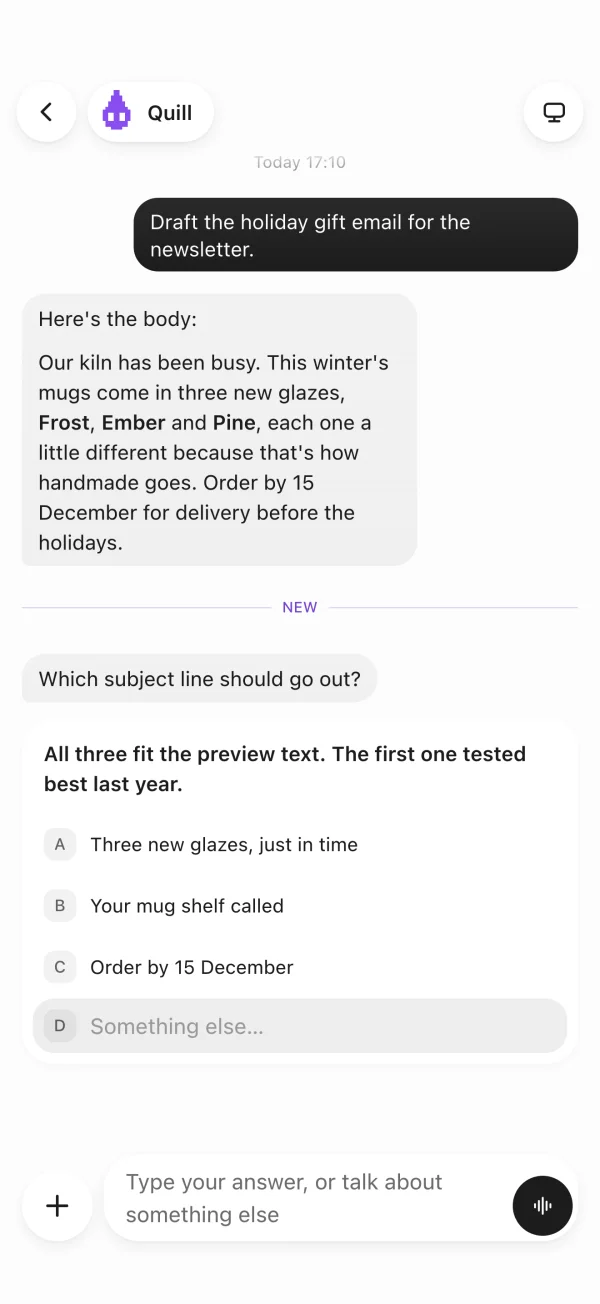 Quill
Today 17:10
Draft the holiday gift email for the
newsletter.
Here's the body:
Our kiln has been busy. This winter's
mugs come in three new glazes,
Frost, Ember and Pine, each one a
little different because that's how
handmade goes. Order by 15
December for delivery before the
holidays.
NEW
Which subject line should go out?
All three fit the preview text. The first one tested
best last year.
A Three new glazes, just in time
B Your mug shelf called
C Order by 15 December
D Something else...
Type your answer, or talk about
something else